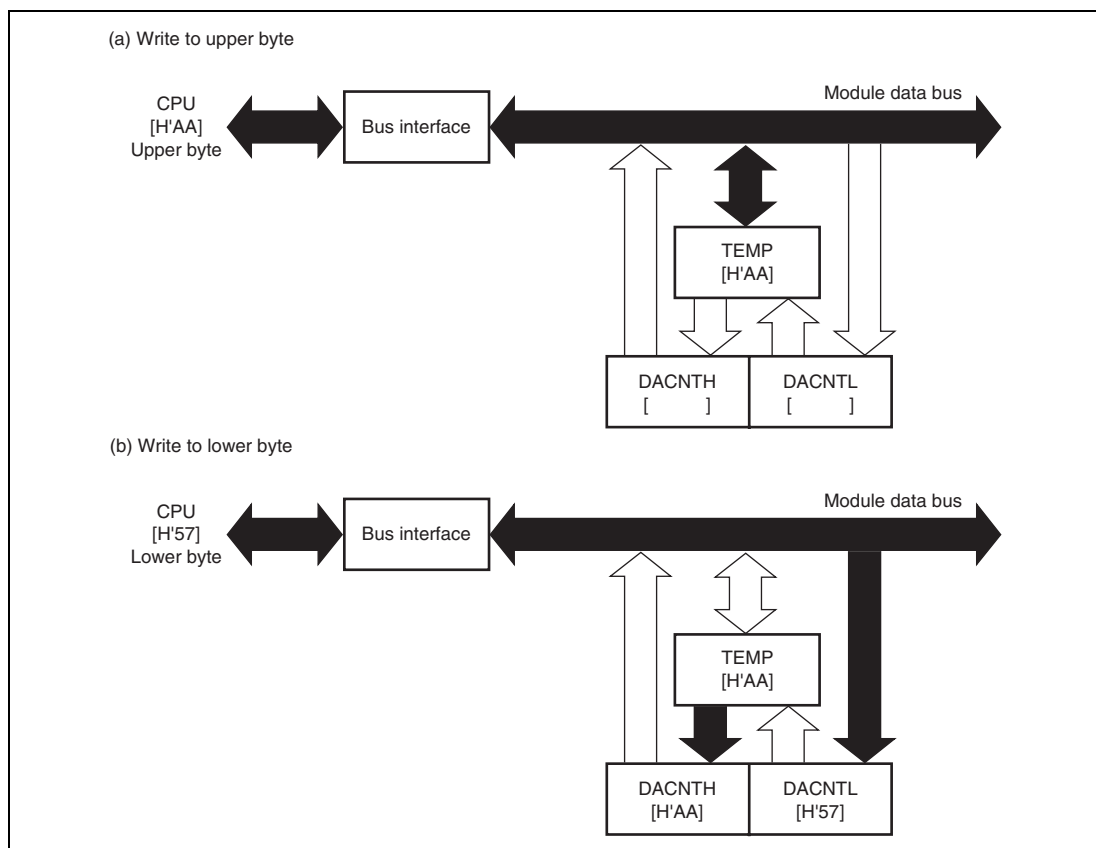 (a) Write to upper byte
CPU
[H'AA]
Upper byte
Bus interface
Module data bus
TEMP
[H'AA]
DACNTH
[ ]
DACNTL
[ ]
(b) Write to lower byte
CPU
[H'57]
Lower byte
Bus interface
Module data bus
TEMP
[H'AA]
DACNTH
[H'AA]
DACNTL
[H'57]